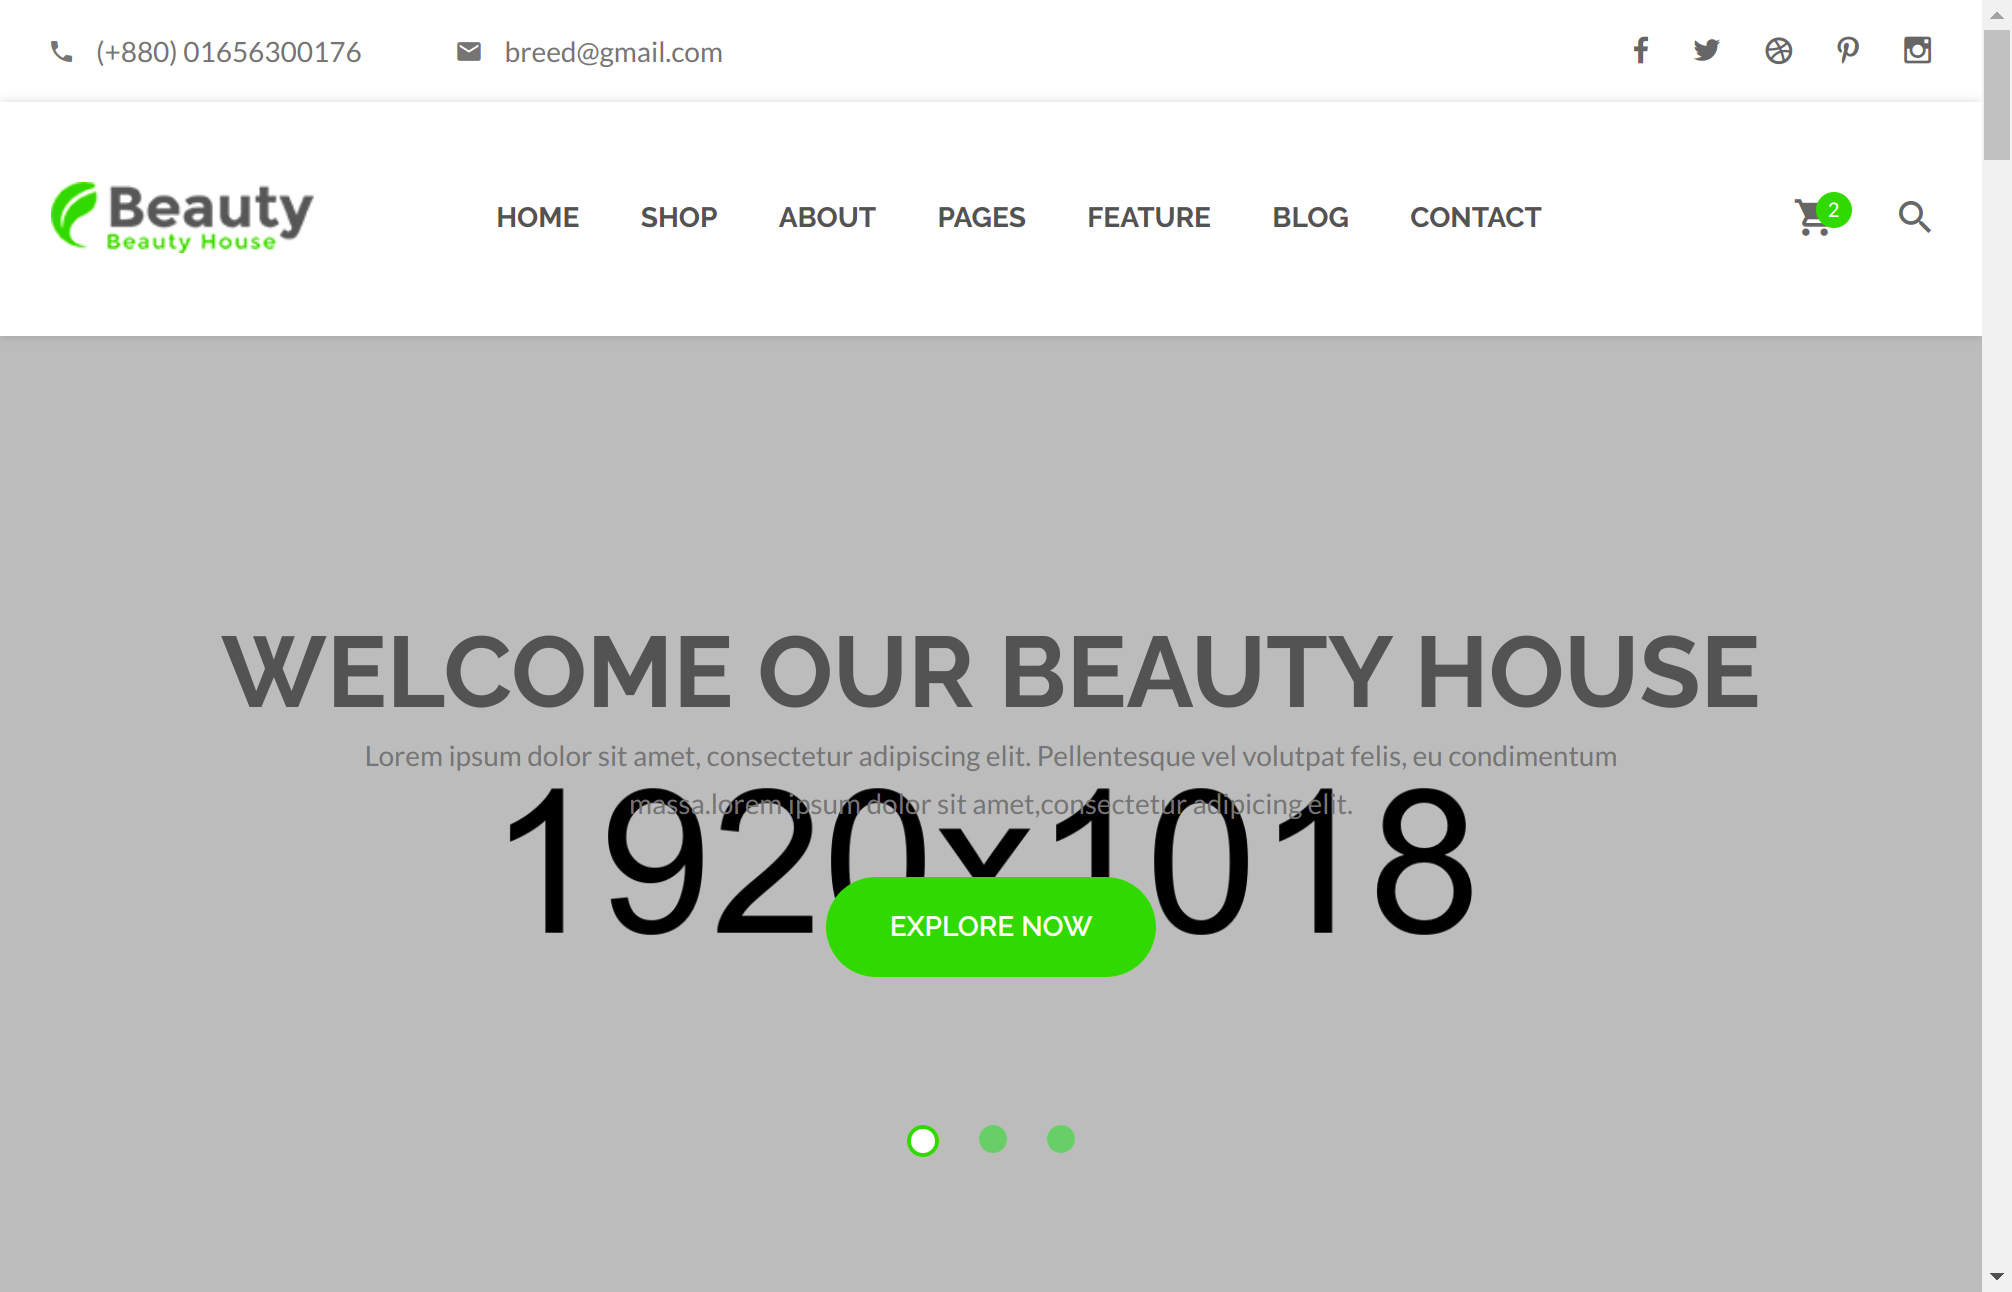 (+880) 01656300176
breed@gmail.com
Beauty
Beauty House
HOME SHOP ABOUT PAGES FEATURE BLOG CONTACT
2
WELCOME OUR BEAUTY HOUSE
Lorem ipsum dolor sit amet, consectetur adipiscing elit. Pellentesque vel volutpat felis, eu condimentum
massa.lorem ipsum dolor sit amet,consectetur adipicing elit.
1920x1018
EXPLORE NOW